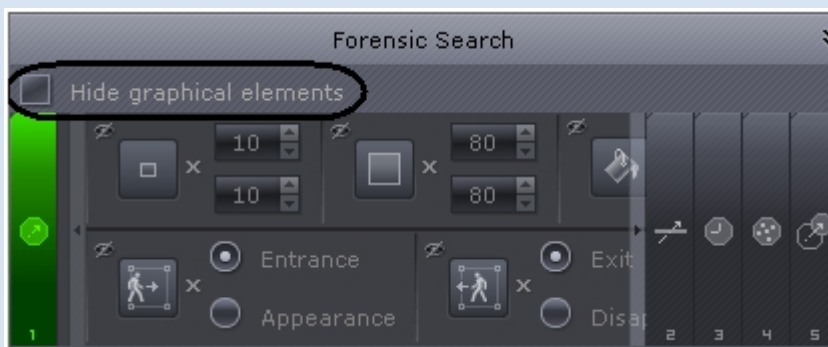 Forensic Search
Hide graphical elements
10 80
10 80
Entrance Exit
Appearance
1 2 3 4 5